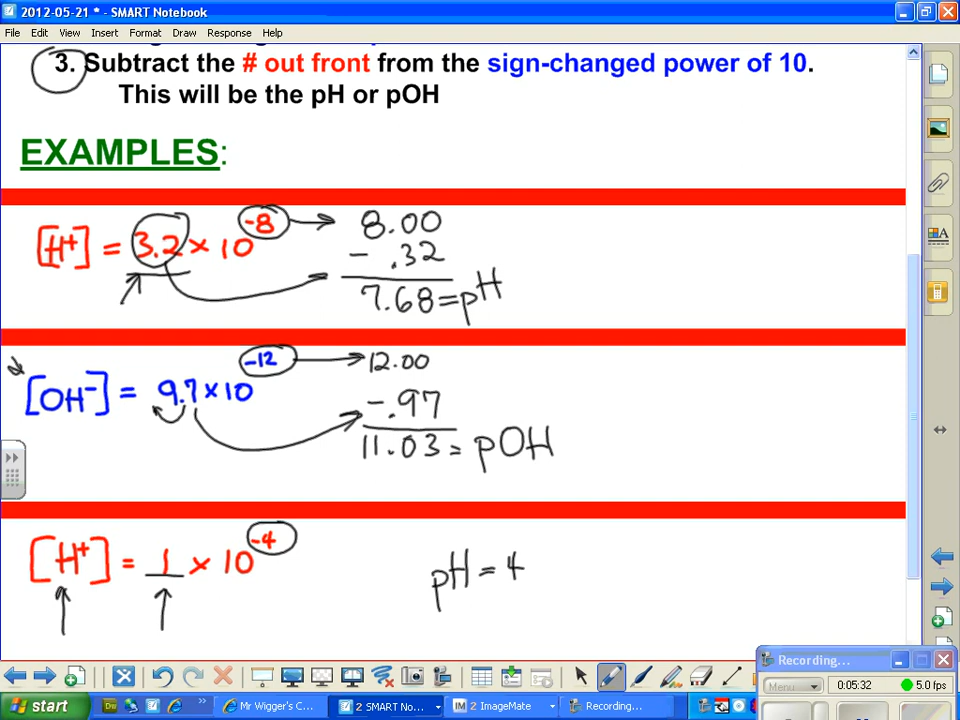 2012-05-21 * - SMART Notebook
File Edit View Insert Format Draw Response Help
3. Subtract the # out front from the sign-changed power of 10.
This will be the pH or pOH
EXAMPLES:
[H+] = 3.2 × 10-8
8.00
- .32
7.68 = pH
[OH-] = 9.7 × 10-12
12.00
- .97
11.03 = pOH
[H+] = 1 × 10-4
pH = 4
Recording...
Menu 0:05:32 5.0 fps
start Mr Wigger's C... 2 SMART No... 2 ImageMate Recording...